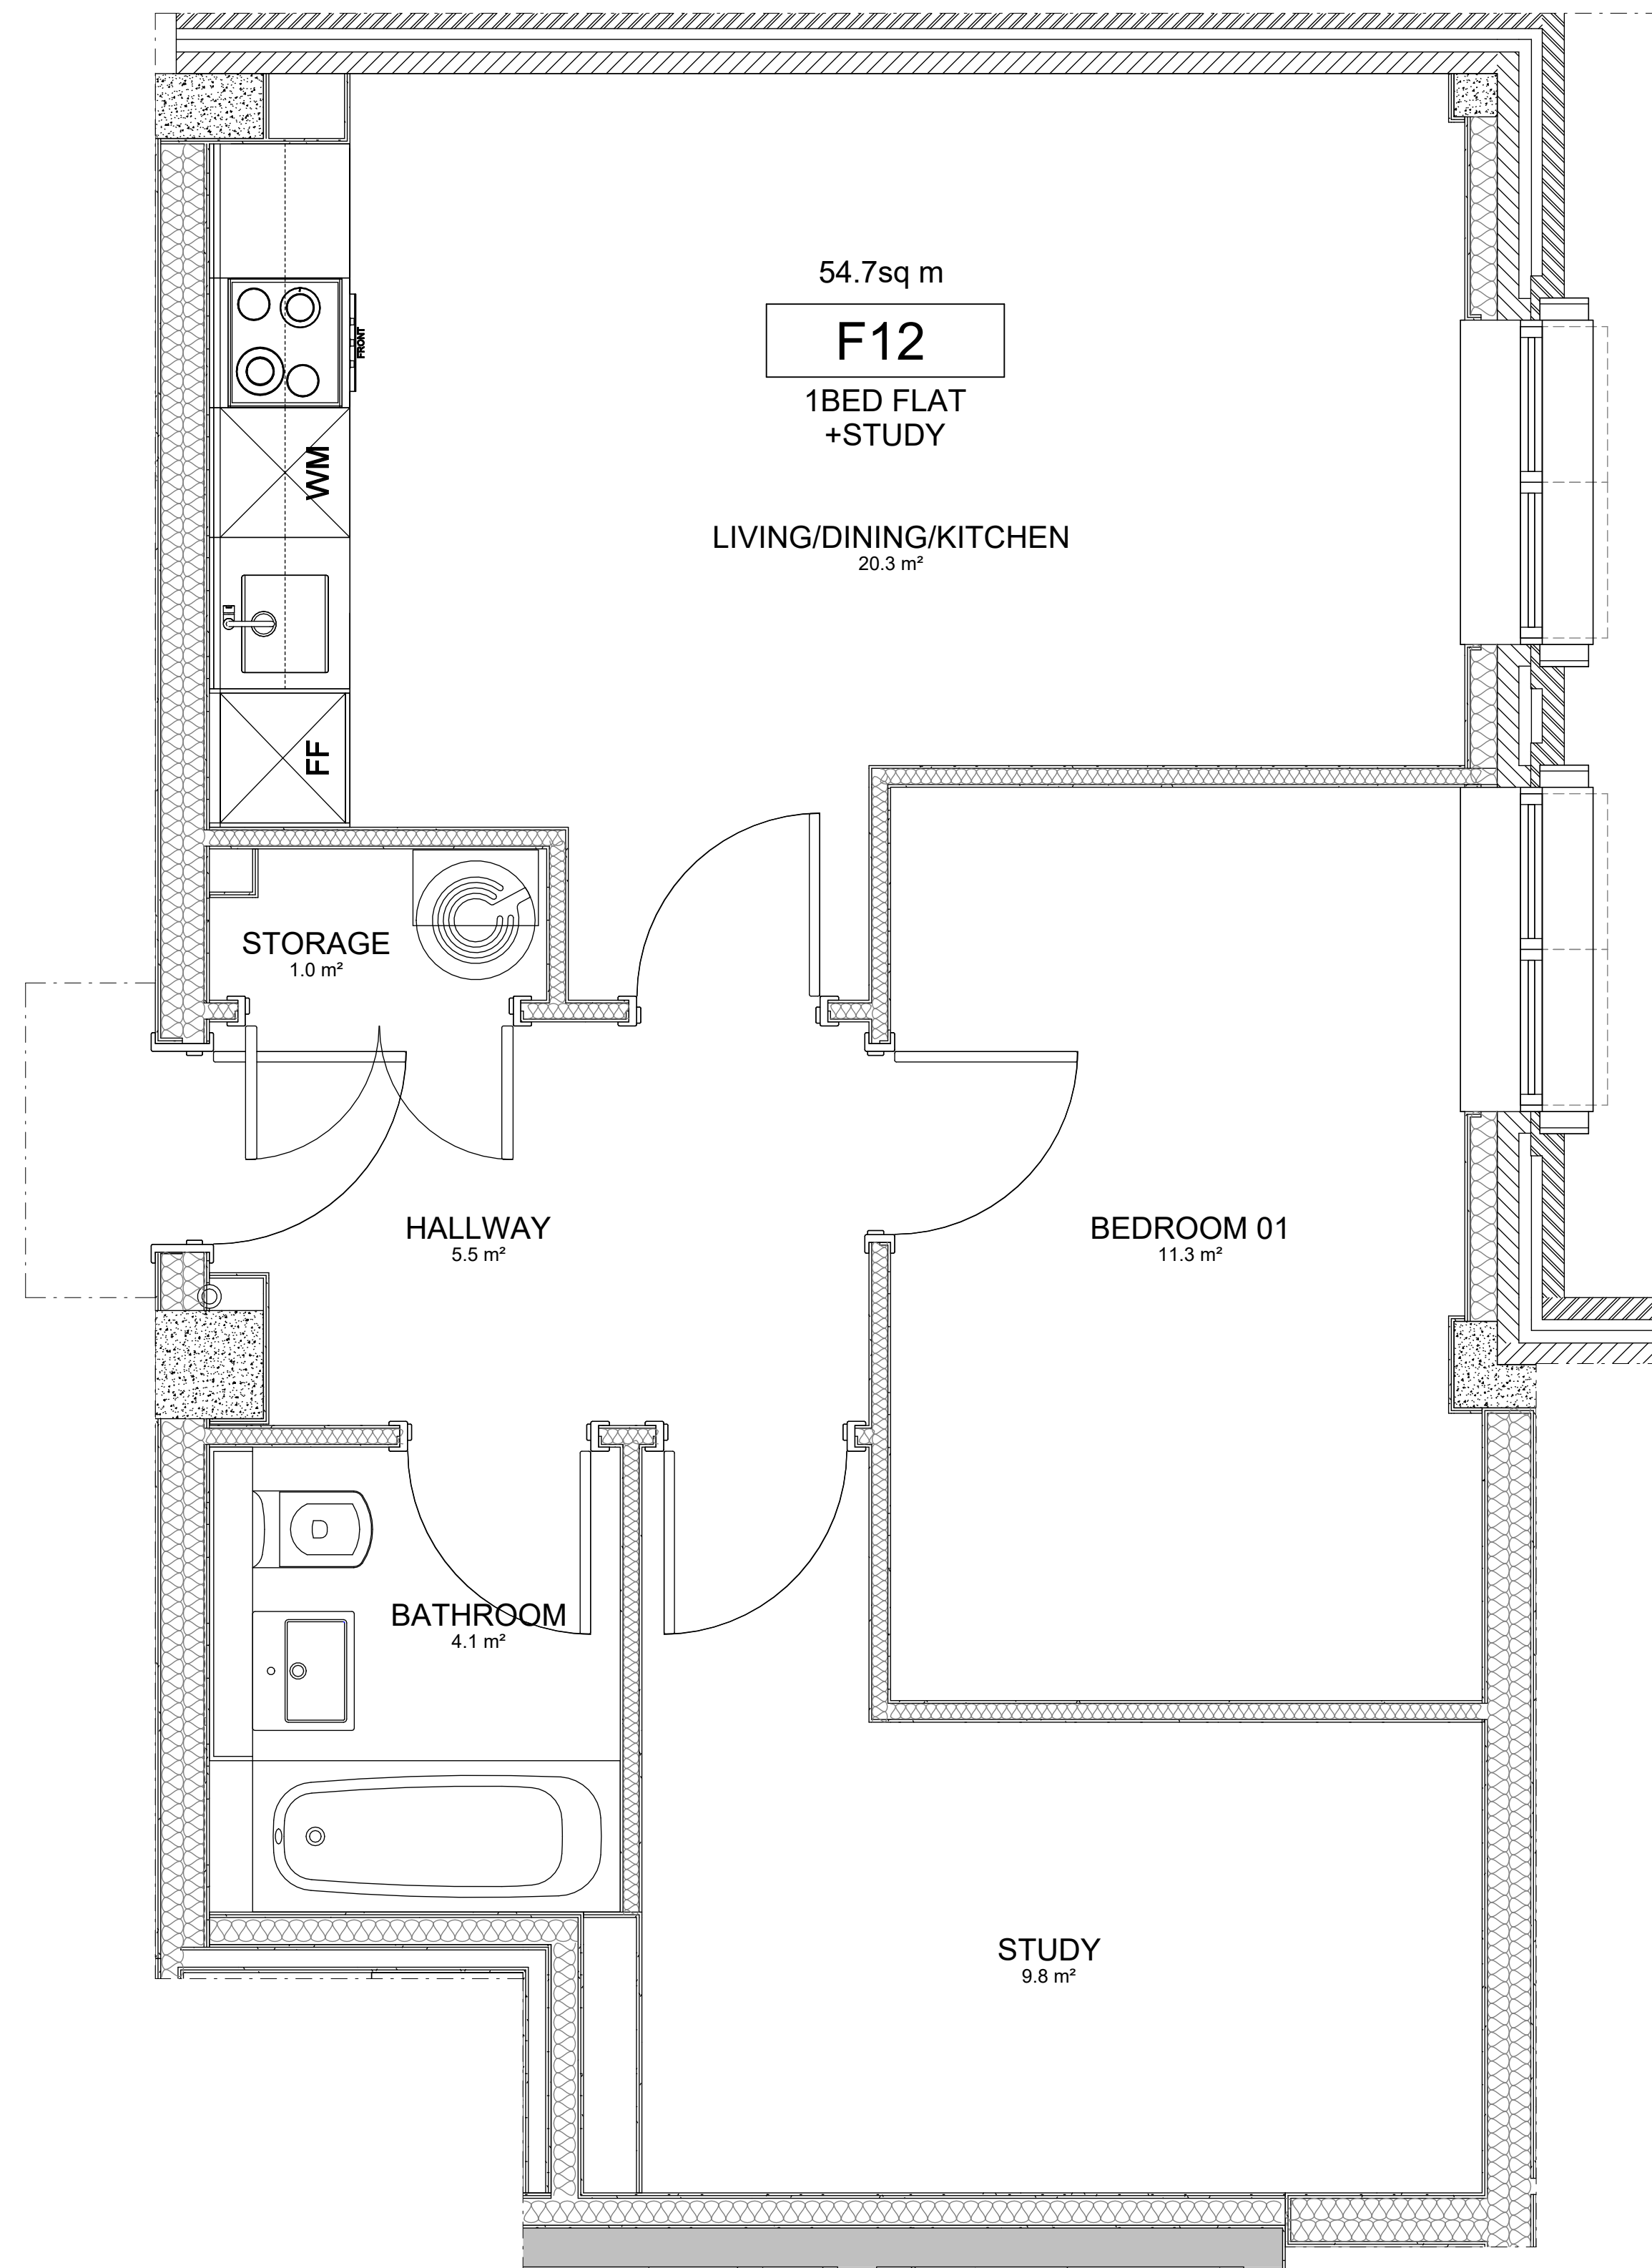 54.7sq m
F12
1BED FLAT
+STUDY
FRONT
WM
LIVING/DINING/KITCHEN
20.3 m²
FF
STORAGE
1.0 m²
HALLWAY
5.5 m²
BEDROOM 01
11.3 m²
BATHROOM
4.1 m²
STUDY
9.8 m²